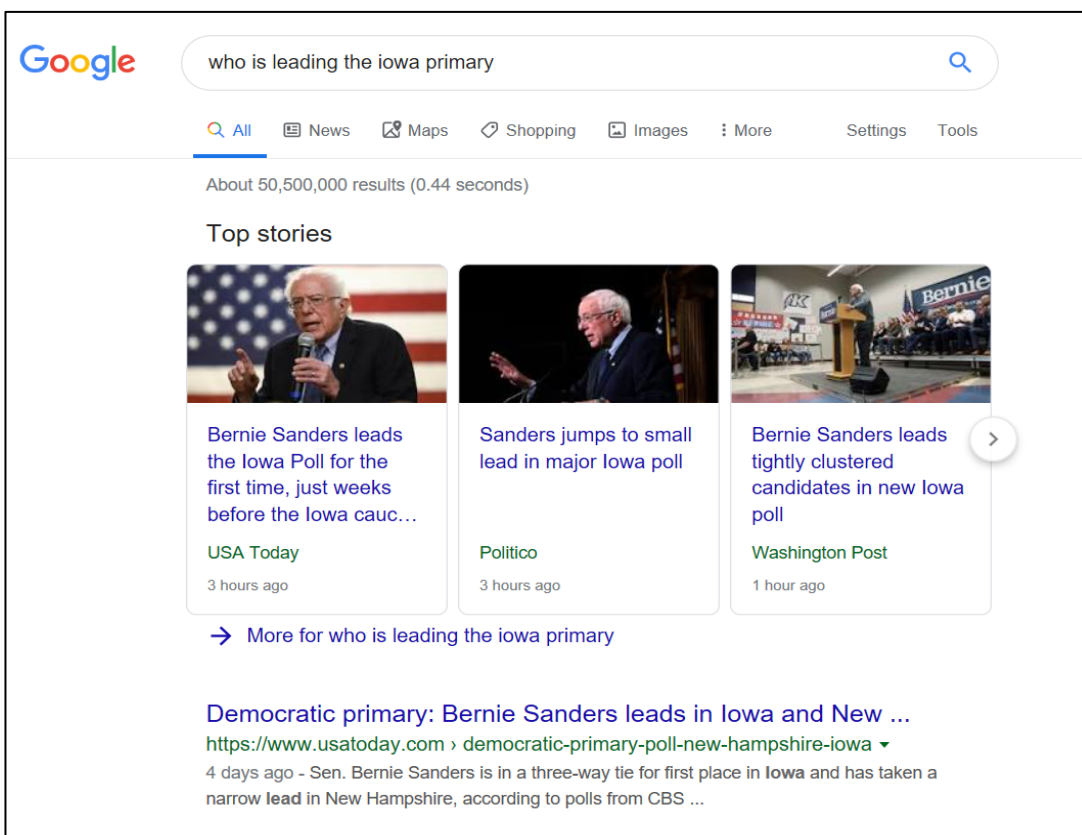 Google
who is leading the iowa primary
All News Maps Shopping Images More Settings Tools
About 50,500,000 results (0.44 seconds)
Top stories
Bernie
Bernie Sanders leads
the Iowa Poll for the
first time, just weeks
before the Iowa cauc...
USA Today
3 hours ago
Sanders jumps to small
lead in major Iowa poll
Politico
3 hours ago
Bernie Sanders leads
tightly clustered
candidates in new Iowa
poll
Washington Post
1 hour ago
More for who is leading the iowa primary
Democratic primary: Bernie Sanders leads in Iowa and New ...
https://www.usatoday.com › democratic-primary-poll-new-hampshire-iowa
4 days ago - Sen. Bernie Sanders is in a three-way tie for first place in Iowa and has taken a
narrow lead in New Hampshire, according to polls from CBS ...